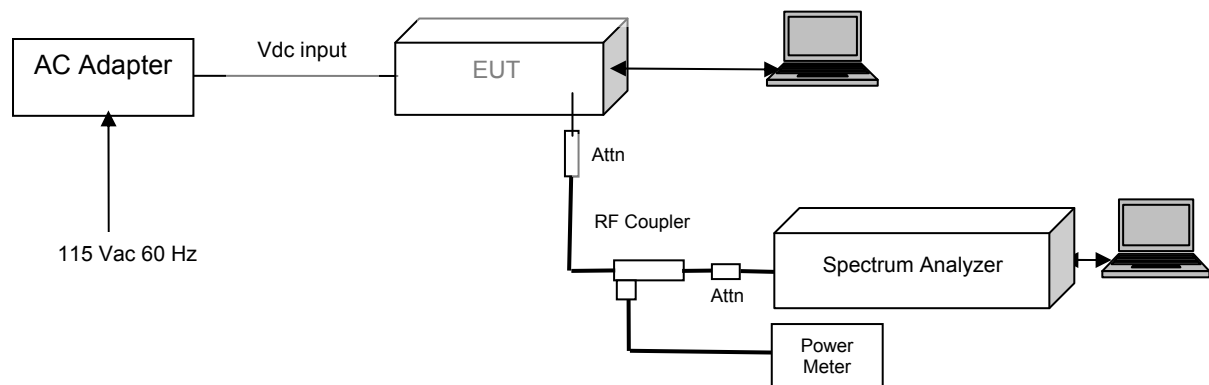 Vdc input
AC Adapter
EUT
Attn
RF Coupler
115 Vac 60 Hz
Spectrum Analyzer
Attn
Power
Meter